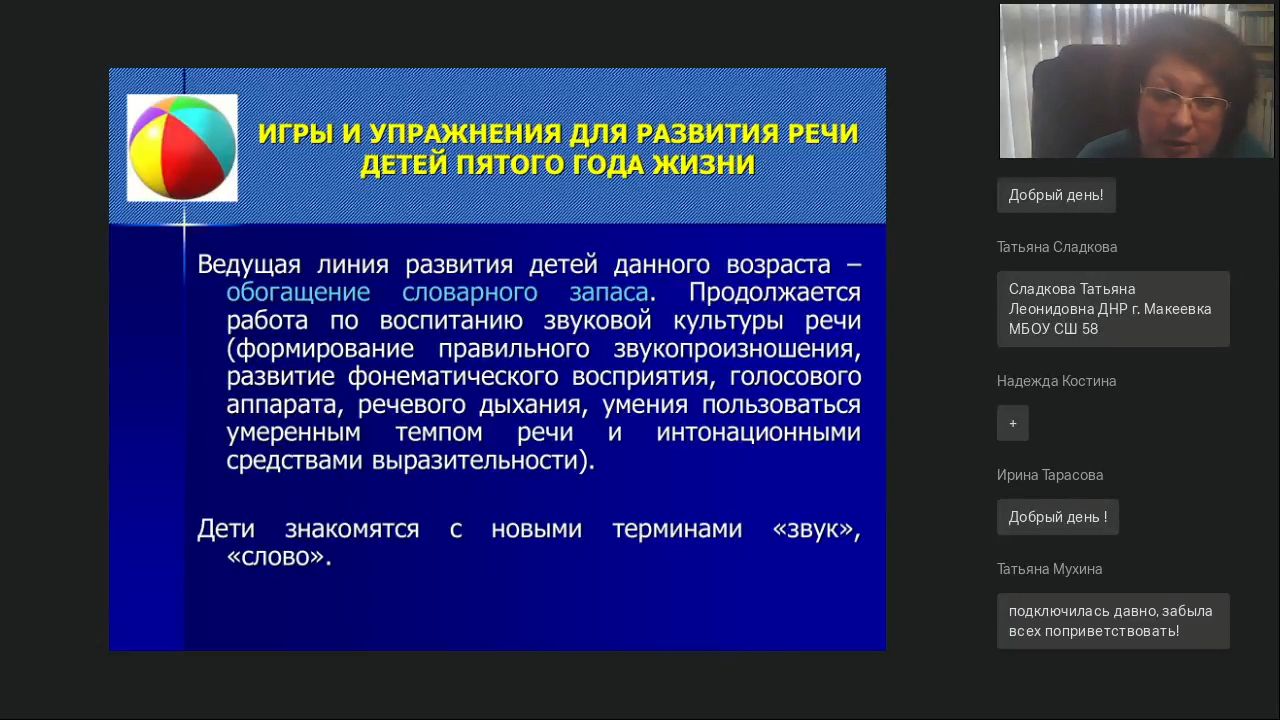 ИГРЫ И УПРАЖНЕНИЯ ДЛЯ РАЗВИТИЯ РЕЧИ
ДЕТЕЙ ПЯТОГО ГОДА ЖИЗНИ
Ведущая линия развития детей данного возраста –
обогащение словарного запаса. Продолжается
работа по воспитанию звуковой культуры речи
(формирование правильного звукопроизношения,
развитие фонематического восприятия, голосового
аппарата, речевого дыхания, умения пользоваться
умеренным темпом речи и интонационными
средствами выразительности).
Дети знакомятся с новыми терминами «звук»,
«слово».
Добрый день!
Татьяна Сладкова
Сладкова Татьяна
Леонидовна ДНР г. Макеевка
МБОУ СШ 58
Надежда Костина
+
Ирина Тарасова
Добрый день !
Татьяна Мухина
подключилась давно, забыла
всех поприветствовать!